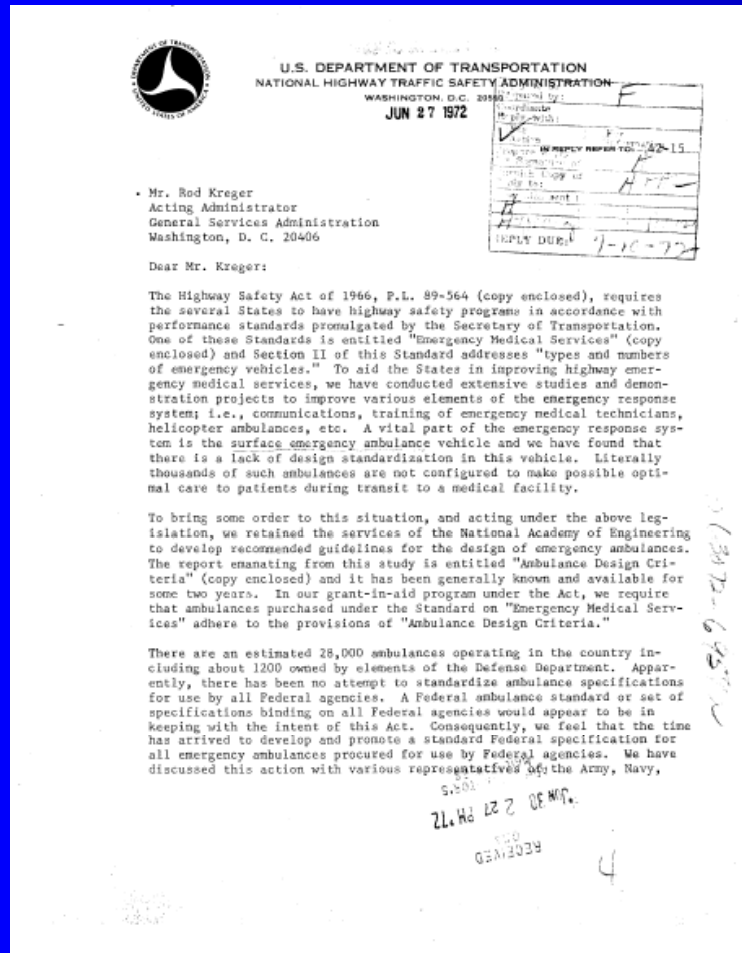 U.S. DEPARTMENT OF TRANSPORTATION
NATIONAL HIGHWAY TRAFFIC SAFETY ADMINISTRATION
WASHINGTON, D.C. 20590
JUN 27 1972
IN REPLY REFER TO: 42-15
REPLY DUE: 7-10-72
Mr. Rod Kreger
Acting Administrator
General Services Administration
Washington, D. C. 20406
Dear Mr. Kreger:
The Highway Safety Act of 1966, P.L. 89-564 (copy enclosed), requires
the several States to have highway safety programs in accordance with
performance standards promulgated by the Secretary of Transportation.
One of these Standards is entitled "Emergency Medical Services" (copy
enclosed) and Section II of this Standard addresses "types and numbers
of emergency vehicles." To aid the States in improving highway emer-
gency medical services, we have conducted extensive studies and demon-
stration projects to improve various elements of the emergency response
system; i.e., communications, training of emergency medical technicians,
helicopter ambulances, etc. A vital part of the emergency response sys-
tem is the surface emergency ambulance vehicle and we have found that
there is a lack of design standardization in this vehicle. Literally
thousands of such ambulances are not configured to make possible opti-
mal care to patients during transit to a medical facility.
To bring some order to this situation, and acting under the above leg-
islation, we retained the services of the National Academy of Engineering
to develop recommended guidelines for the design of emergency ambulances.
The report emanating from this study is entitled "Ambulance Design Cri-
teria" (copy enclosed) and it has been generally known and available for
some two years. In our grant-in-aid program under the Act, we require
that ambulances purchased under the Standard on "Emergency Medical Serv-
ices" adhere to the provisions of "Ambulance Design Criteria."
There are an estimated 28,000 ambulances operating in the country in-
cluding about 1200 owned by elements of the Defense Department. Appar-
ently, there has been no attempt to standardize ambulance specifications
for use by all Federal agencies. A Federal ambulance standard or set of
specifications binding on all Federal agencies would appear to be in
keeping with the intent of this Act. Consequently, we feel that the time
has arrived to develop and promote a standard Federal specification for
all emergency ambulances procured for use by Federal agencies. We have
discussed this action with various representatives of the Army, Navy,
JUN 30 2 27 PM '72
RECEIVED
4